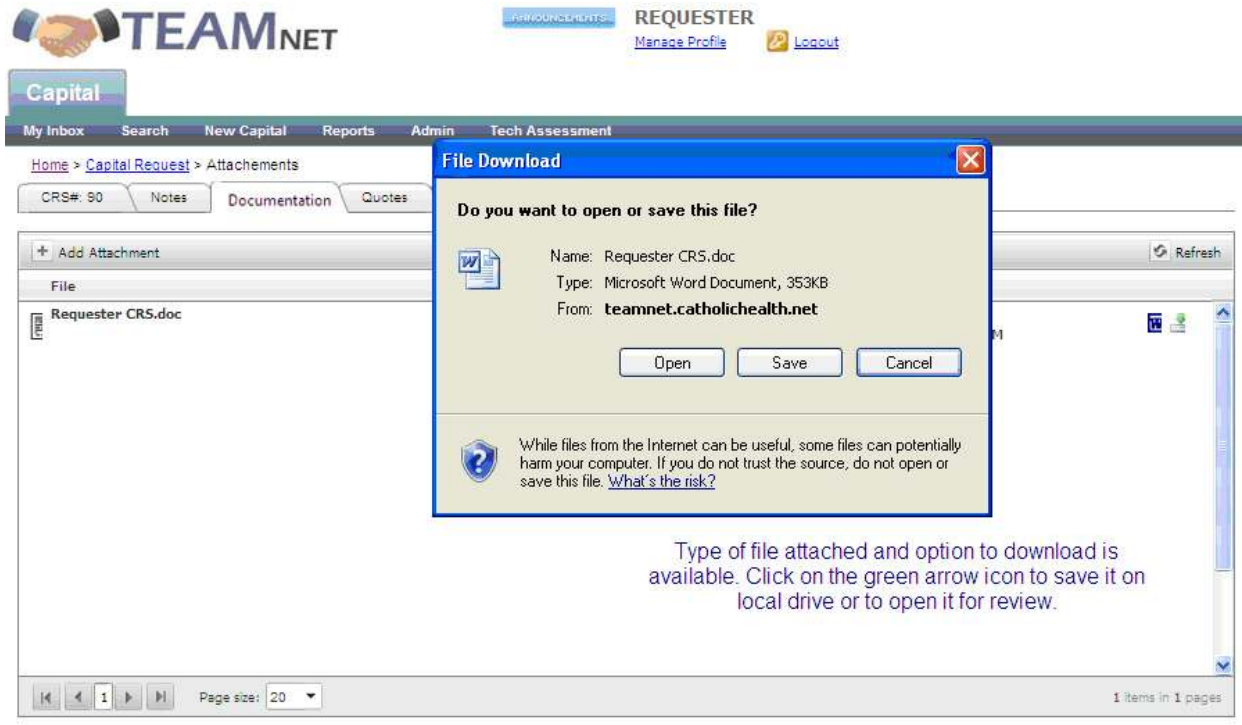 TEAMNET
ANNOUNCEMENTS
REQUESTER
Manage Profile
Logout
Capital
My Inbox Search New Capital Reports Admin Tech Assessment
Home > Capital Request > Attachements
CRS#: 90 Notes Documentation Quotes
Add Attachment
Refresh
File
Requester CRS.doc
M
File Download
Do you want to open or save this file?
Name: Requester CRS.doc
Type: Microsoft Word Document, 353KB
From: teamnet.catholichealth.net
Open Save Cancel
While files from the Internet can be useful, some files can potentially
harm your computer. If you do not trust the source, do not open or
save this file. What's the risk?
Type of file attached and option to download is
available. Click on the green arrow icon to save it on
local drive or to open it for review.
1 Page size: 20 1 items in 1 pages